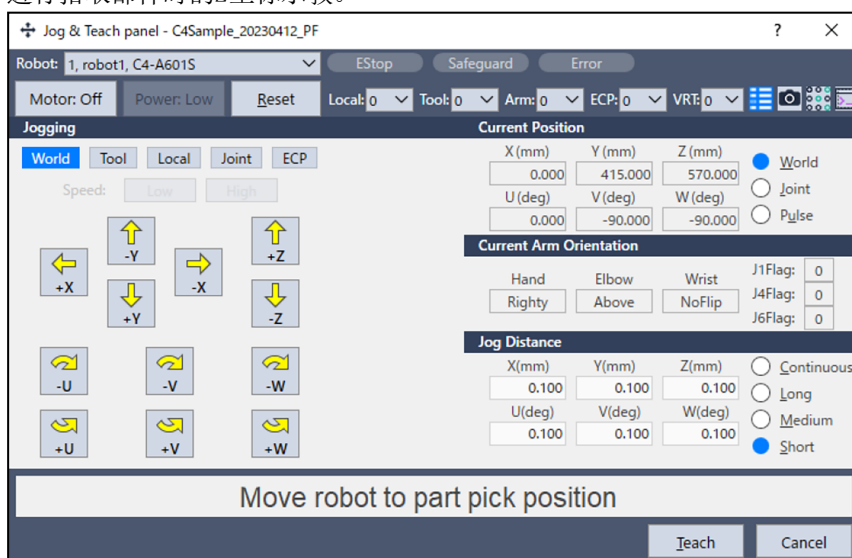 Jog & Teach panel - C4Sample_20230412_PF
Robot: 1, robot1, C4-A601S EStop Safeguard Error
Motor: Off Power: Low Reset Local: 0 Tool: 0 Arm: 0 ECP: 0 VRT: 0
Jogging
World Tool Local Joint ECP
Speed: Low High
-Y
+Z
+X
-X
+Y
-Z
-U -V -W
+U +V +W
Current Position
X (mm) Y (mm) Z (mm)
0.000 415.000 570.000
U (deg) V (deg) W (deg)
0.000 -90.000 -90.000
World
Joint
Pulse
Current Arm Orientation
Hand Elbow Wrist
Righty Above NoFlip
J1Flag: 0
J4Flag: 0
J6Flag: 0
Jog Distance
X(mm) Y(mm) Z(mm)
0.100 0.100 0.100
U(deg) V(deg) W(deg)
0.100 0.100 0.100
Continuous
Long
Medium
Short
Move robot to part pick position
Teach Cancel